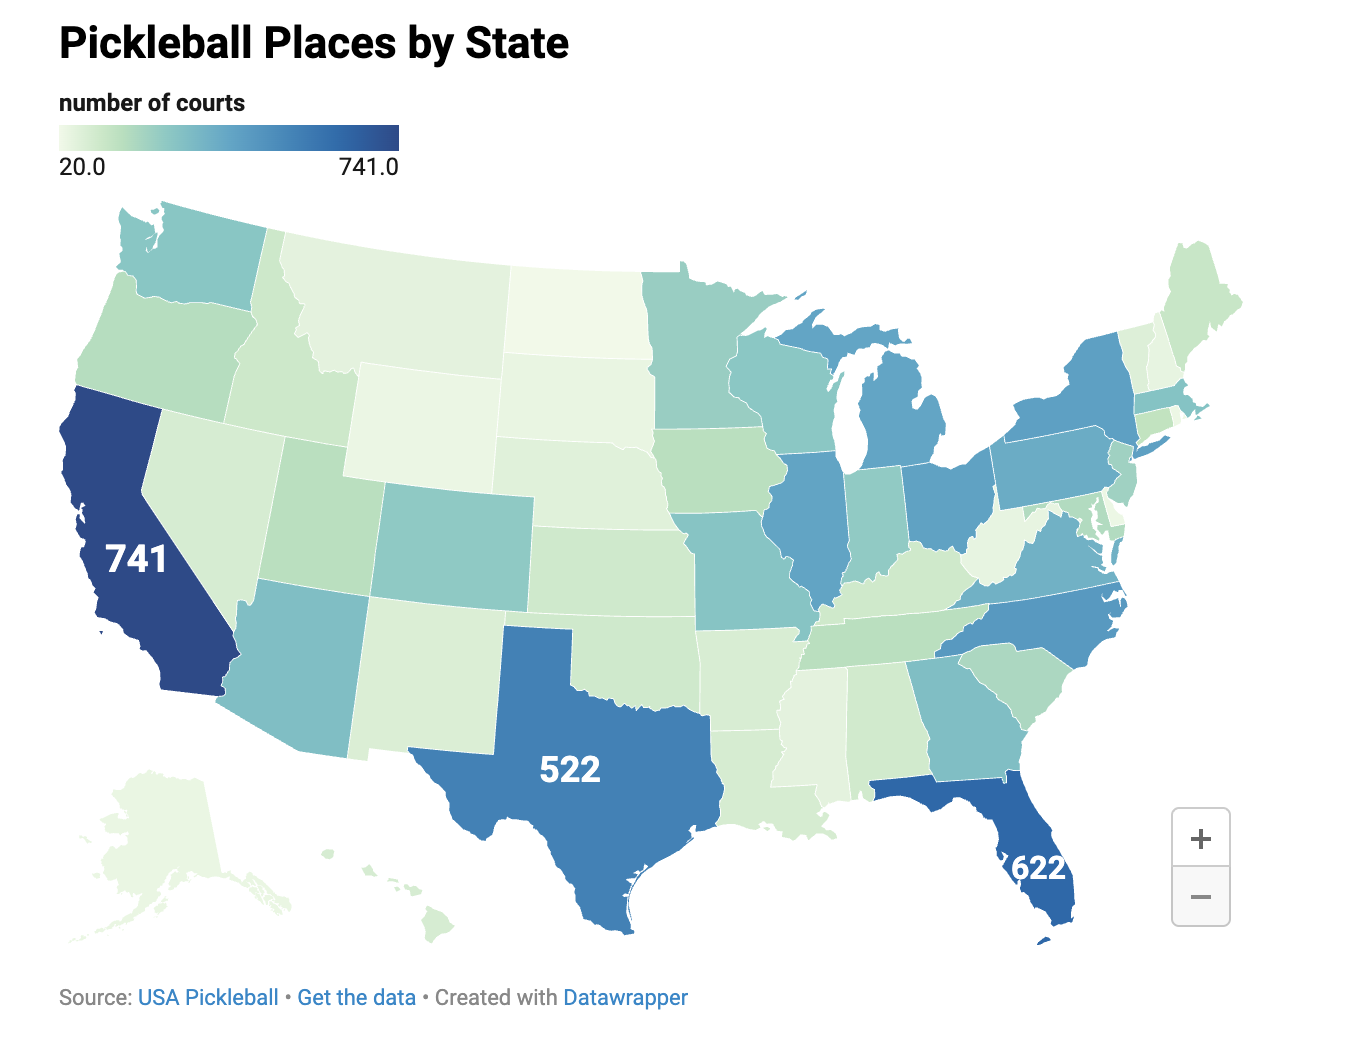 Pickleball Places by State
number of courts
20.0 741.0
741
522
622
+
−
Source: USA Pickleball • Get the data • Created with Datawrapper